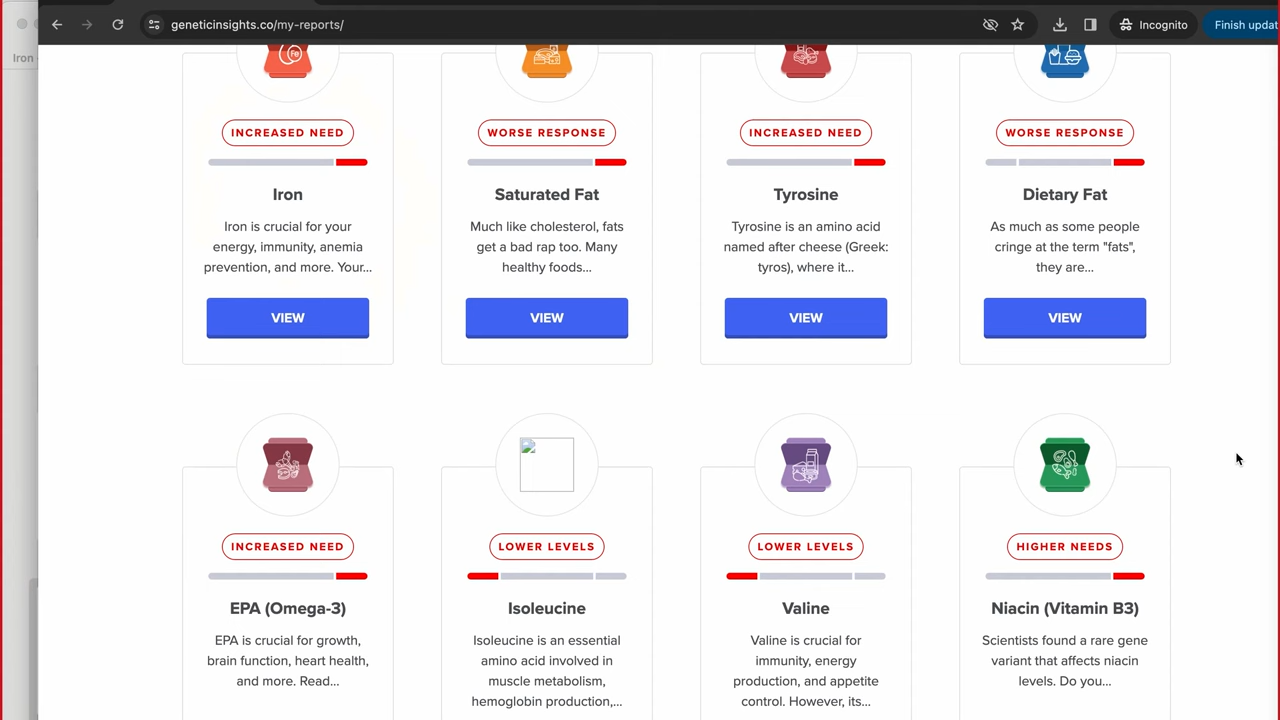 geneticinsights.co/my-reports/
Incognito
Finish updat
Iron
INCREASED NEED
Iron
Iron is crucial for your
energy, immunity, anemia
prevention, and more. Your...
VIEW
WORSE RESPONSE
Saturated Fat
Much like cholesterol, fats
get a bad rap too. Many
healthy foods...
VIEW
INCREASED NEED
Tyrosine
Tyrosine is an amino acid
named after cheese (Greek:
tyros), where it...
VIEW
WORSE RESPONSE
Dietary Fat
As much as some people
cringe at the term "fats",
they are...
VIEW
INCREASED NEED
EPA (Omega-3)
EPA is crucial for growth,
brain function, heart health,
and more. Read...
LOWER LEVELS
Isoleucine
Isoleucine is an essential
amino acid involved in
muscle metabolism,
hemoglobin production,...
LOWER LEVELS
Valine
Valine is crucial for
immunity, energy
production, and appetite
control. However, its...
HIGHER NEEDS
Niacin (Vitamin B3)
Scientists found a rare gene
variant that affects niacin
levels. Do you...